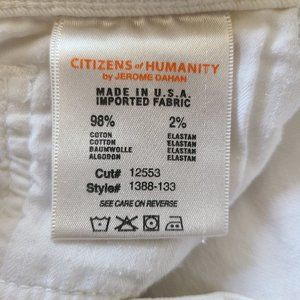 CITIZENS of HUMANITY
by JEROME DAHAN
MADE IN U.S.A.
IMPORTED FABRIC
98% 2%
COTON ELASTAN
COTTON ELASTAN
BAUMWOLLE ELASTAN
ALGODON ELASTAN
Cut# 12553
Style# 1388-133
SEE CARE ON REVERSE